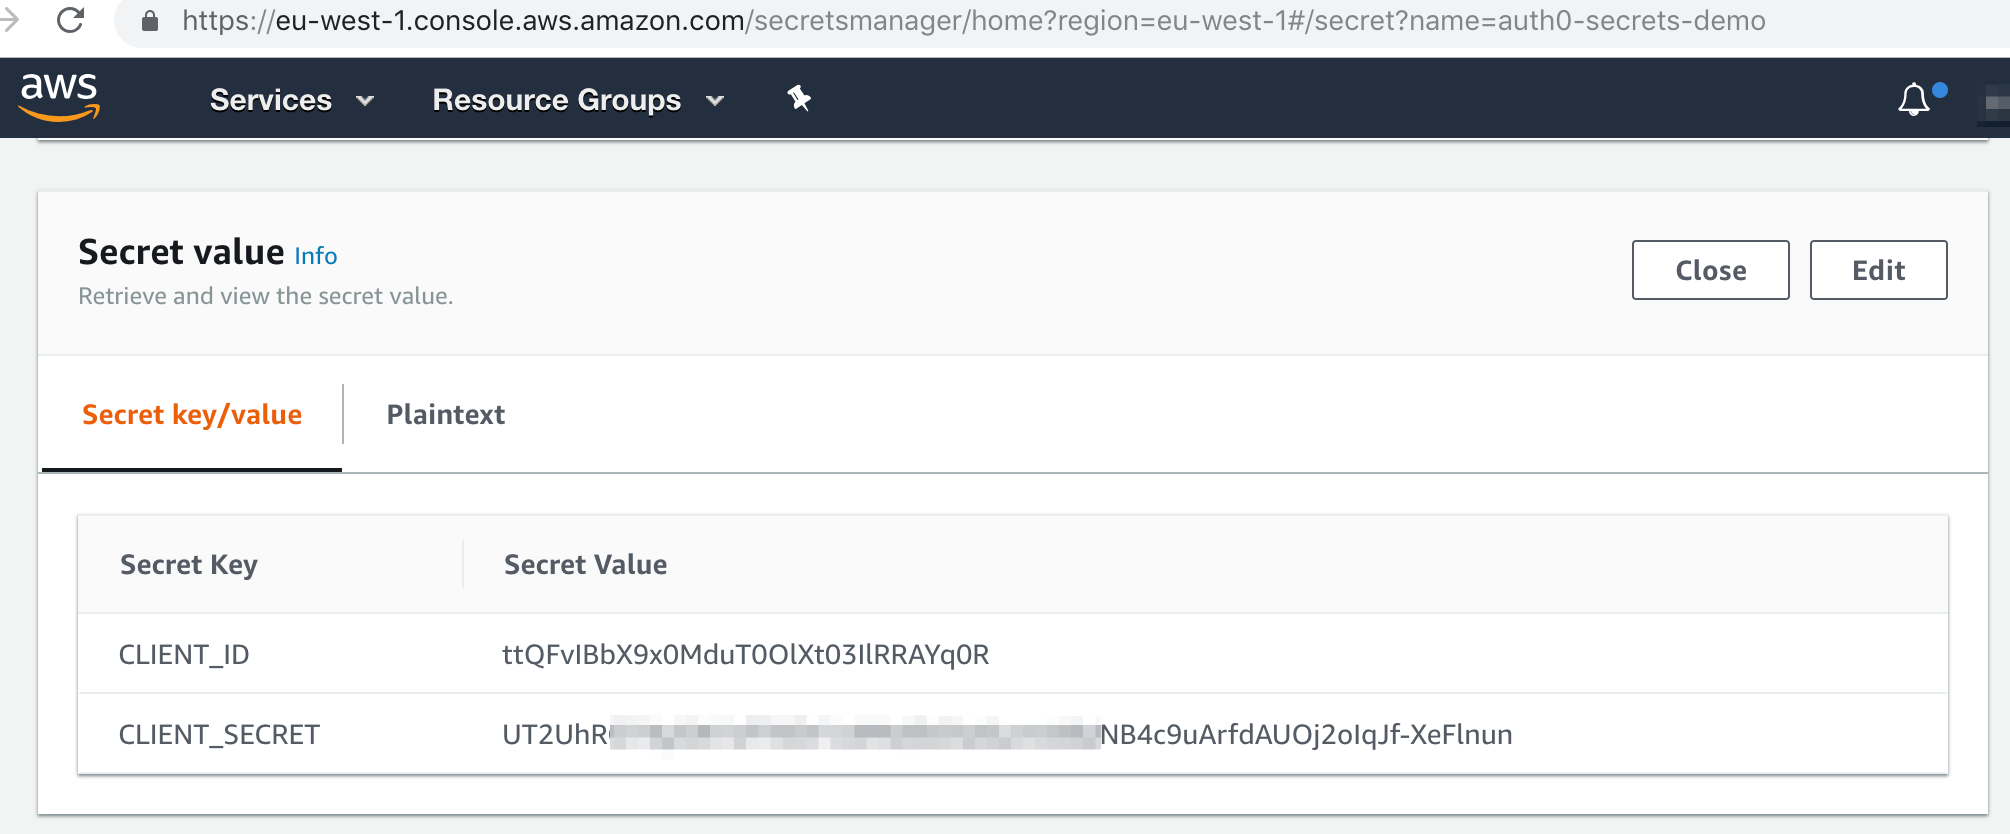 https://eu-west-1.console.aws.amazon.com/secretsmanager/home?region=eu-west-1#/secret?name=auth0-secrets-demo
aws Services Resource Groups
Secret value Info
Close Edit
Retrieve and view the secret value.
Secret key/value Plaintext
Secret Key Secret Value
CLIENT_ID ttQFvIBbX9x0MduT0OlXt03IlRRAYq0R
CLIENT_SECRET UT2UhR NB4c9uArfdAUOj2oIqJf-XeFlnun